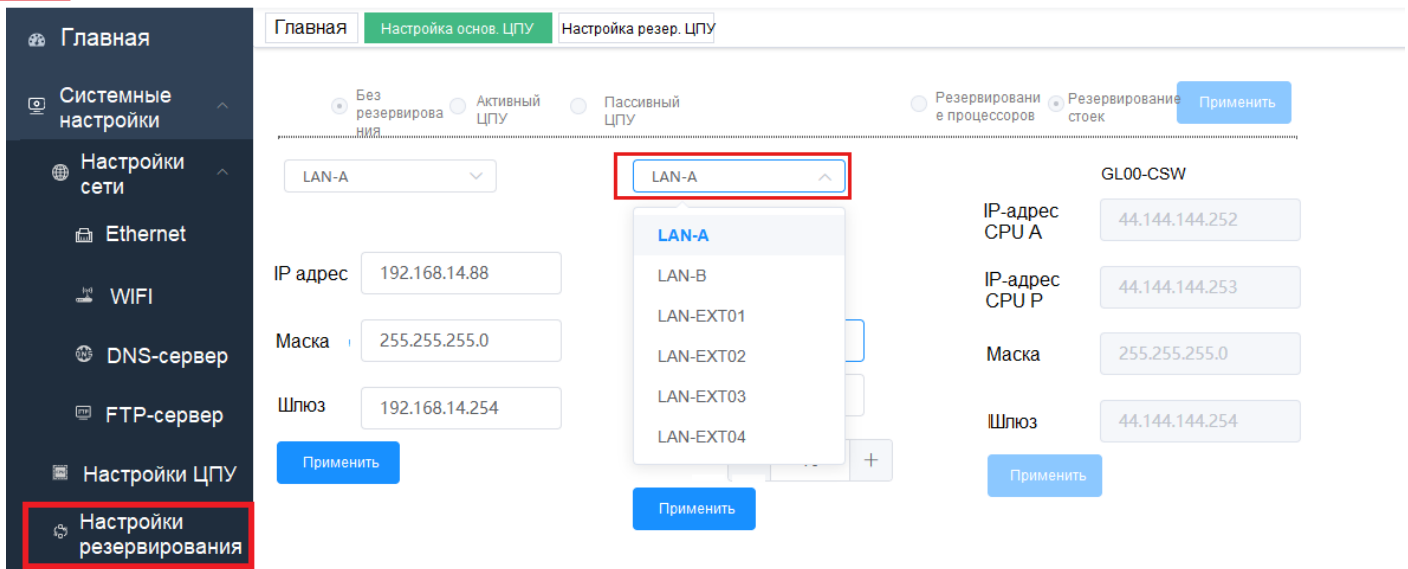 Главная
Системные
настройки
Настройки
сети
Ethernet
WIFI
DNS-сервер
FTP-сервер
Настройки ЦПУ
Настройки
резервирования
Главная
Настройка основ. ЦПУ
Настройка резер. ЦПУ
Без
резервирова
ния
Активный
ЦПУ
Пассивный
ЦПУ
Резервировани
е процессоров
Резервирование
стоек
Применить
LAN-A
IP адрес
192.168.14.88
Маска
255.255.255.0
Шлюз
192.168.14.254
Применить
LAN-A
LAN-A
LAN-B
LAN-EXT01
LAN-EXT02
LAN-EXT03
LAN-EXT04
+
Применить
GL00-CSW
IP-адрес
CPU A
44.144.144.252
IP-адрес
CPU P
44.144.144.253
Маска
255.255.255.0
Шлюз
44.144.144.254
Применить